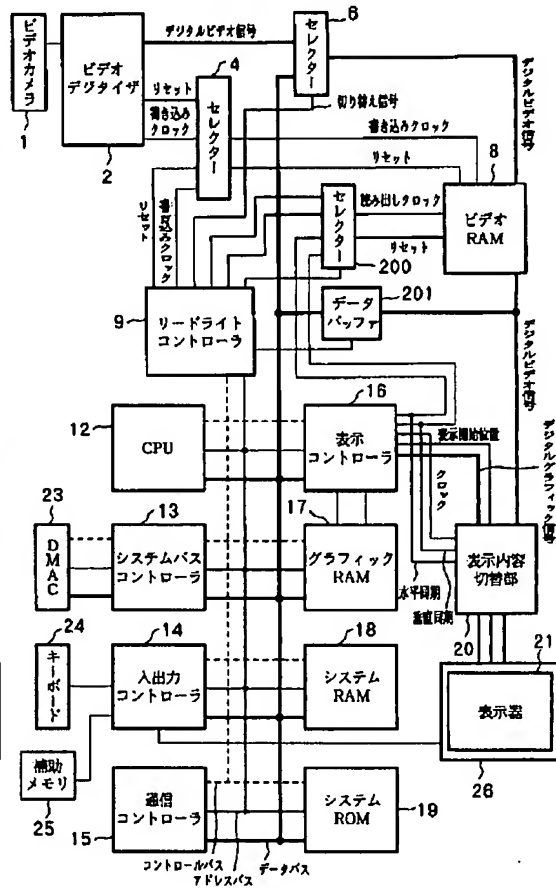 ビデオカメラ
1
ビデオ
デジタイザ
2
デジタルビデオ信号
リセット
書き込み
クロック
4
セレクター
6
セレクター
切り替え信号
書き込みクロック
リセット
デジタルビデオ信号
8
ビデオ
RAM
リセット
書き込みクロック
セレクター
200
読み出しクロック
リセット
9
リードライト
コントローラ
データ
バッファ
201
デジタルビデオ信号
12
CPU
16
表示
コントローラ
表示開始位置
クロック
デジタルグラフィック信号
23
DMAC
13
システムバス
コントローラ
17
グラフィック
RAM
水平同期
垂直同期
表示内容
切替部
20
24
キーボード
14
入出力
コントローラ
18
システム
RAM
21
表示器
26
補助
メモリ
25
通信
コントローラ
15
システム
ROM
19
コントロールバス
アドレスバス
データバス